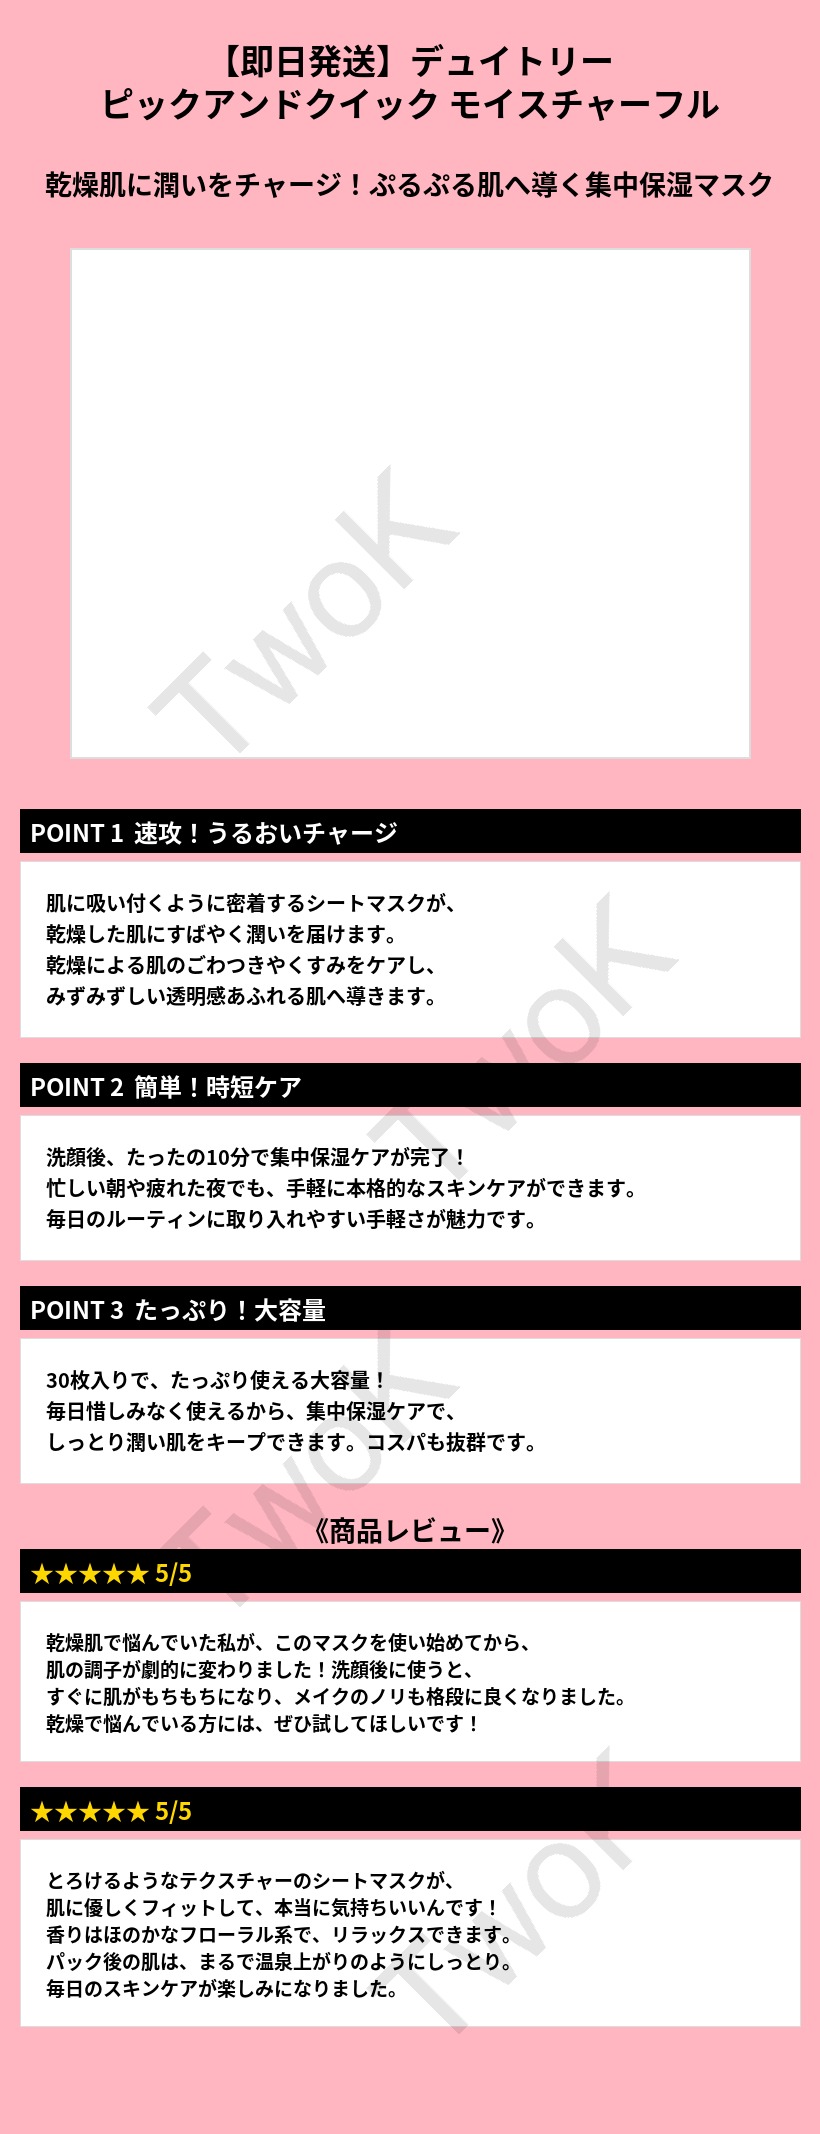 【即日発送】デュイトリー
ピックアンドクイック モイスチャーフル
乾燥肌に潤いをチャージ！ぷるぷる肌へ導く集中保湿マスク
TwoK
POINT 1 速攻！うるおいチャージ
肌に吸い付くように密着するシートマスクが、
乾燥した肌にすばやく潤いを届けます。
乾燥による肌のごわつきやくすみをケアし、
みずみずしい透明感あふれる肌へ導きます。
TwoK
POINT 2 簡単！時短ケア
洗顔後、たったの10分で集中保湿ケアが完了！
忙しい朝や疲れた夜でも、手軽に本格的なスキンケアができます。
毎日のルーティンに取り入れやすい手軽さが魅力です。
POINT 3 たっぷり！大容量
30枚入りで、たっぷり使える大容量！
毎日惜しみなく使えるから、集中保湿ケアで、
しっとり潤い肌をキープできます。コスパも抜群です。
TwoK
《商品レビュー》
★★★★★ 5/5
乾燥肌で悩んでいた私が、このマスクを使い始めてから、
肌の調子が劇的に変わりました！洗顔後に使うと、
すぐに肌がもちもちになり、メイクのノリも格段に良くなりました。
乾燥で悩んでいる方には、ぜひ試してほしいです！
★★★★★ 5/5
とろけるようなテクスチャーのシートマスクが、
肌に優しくフィットして、本当に気持ちいいんです！
香りはほのかなフローラル系で、リラックスできます。
パック後の肌は、まるで温泉上がりのようにしっとり。
毎日のスキンケアが楽しみになりました。
TwoK